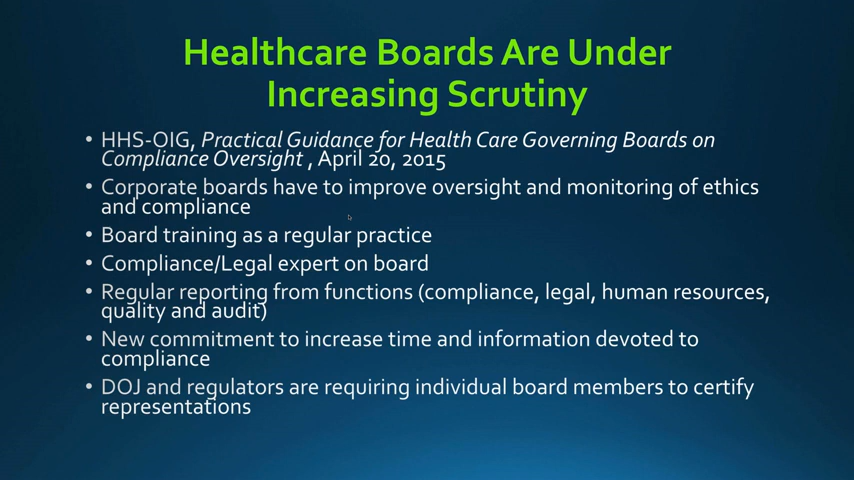 Healthcare Boards Are Under
Increasing Scrutiny
• HHS-OIG, Practical Guidance for Health Care Governing Boards on
Compliance Oversight , April 20, 2015
• Corporate boards have to improve oversight and monitoring of ethics
and compliance
• Board training as a regular practice
• Compliance/Legal expert on board
• Regular reporting from functions (compliance, legal, human resources,
quality and audit)
• New commitment to increase time and information devoted to
compliance
• DOJ and regulators are requiring individual board members to certify
representations